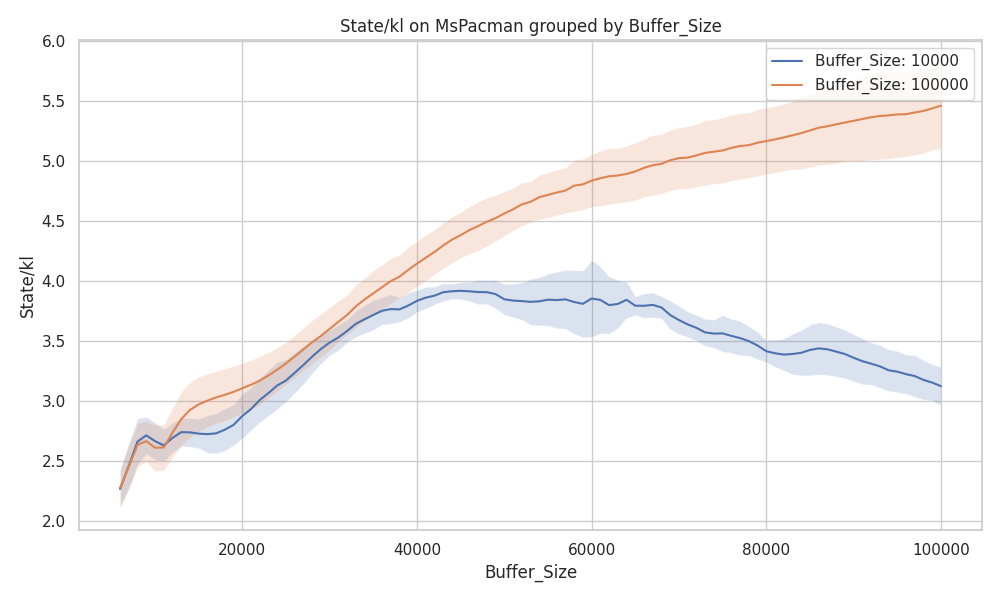 State/kl on MsPacman grouped by Buffer_Size
Buffer_Size: 10000
Buffer_Size: 100000
6.0
5.5
5.0
4.5
4.0
3.5
3.0
2.5
2.0
State/kl
20000
40000
60000
80000
100000
Buffer_Size